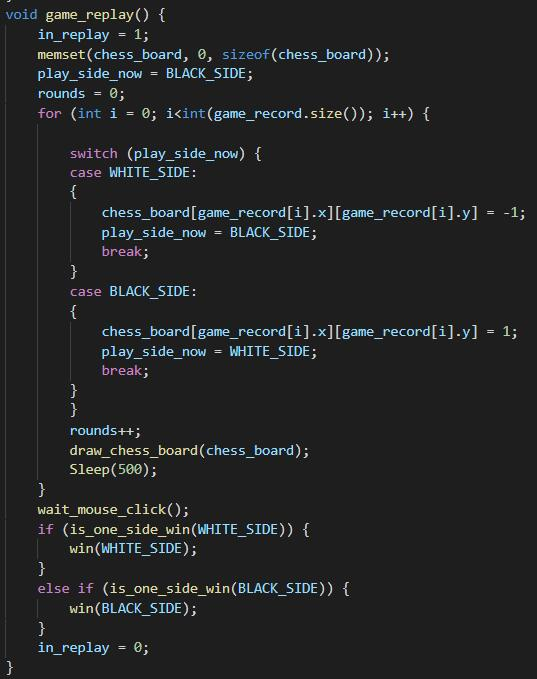 void game_replay() {
    in_replay = 1;
    memset(chess_board, 0, sizeof(chess_board));
    play_side_now = BLACK_SIDE;
    rounds = 0;
    for (int i = 0; i<int(game_record.size()); i++) {

        switch (play_side_now) {
        case WHITE_SIDE:
        {
            chess_board[game_record[i].x][game_record[i].y] = -1;
            play_side_now = BLACK_SIDE;
            break;
        }
        case BLACK_SIDE:
        {
            chess_board[game_record[i].x][game_record[i].y] = 1;
            play_side_now = WHITE_SIDE;
            break;
        }
        }
        rounds++;
        draw_chess_board(chess_board);
        Sleep(500);
    }
    wait_mouse_click();
    if (is_one_side_win(WHITE_SIDE)) {
        win(WHITE_SIDE);
    }
    else if (is_one_side_win(BLACK_SIDE)) {
        win(BLACK_SIDE);
    }
    in_replay = 0;
}